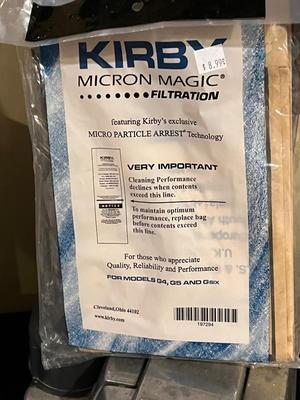 KIRBY
$ 8.99
MICRON MAGIC®
FILTRATION
featuring Kirby's exclusive
MICRO PARTICLE ARREST® Technology
KIRBY
NOTICE
VERY IMPORTANT
Cleaning Performance
declines when contents
exceed this line.
To maintain optimum
performance, replace bag
before contents exceed
this line.
For those who appreciate
Quality, Reliability and Performance
FOR MODELS G4, G5 AND Gsix
Cleveland, Ohio 44102
www.kirby.com
197294